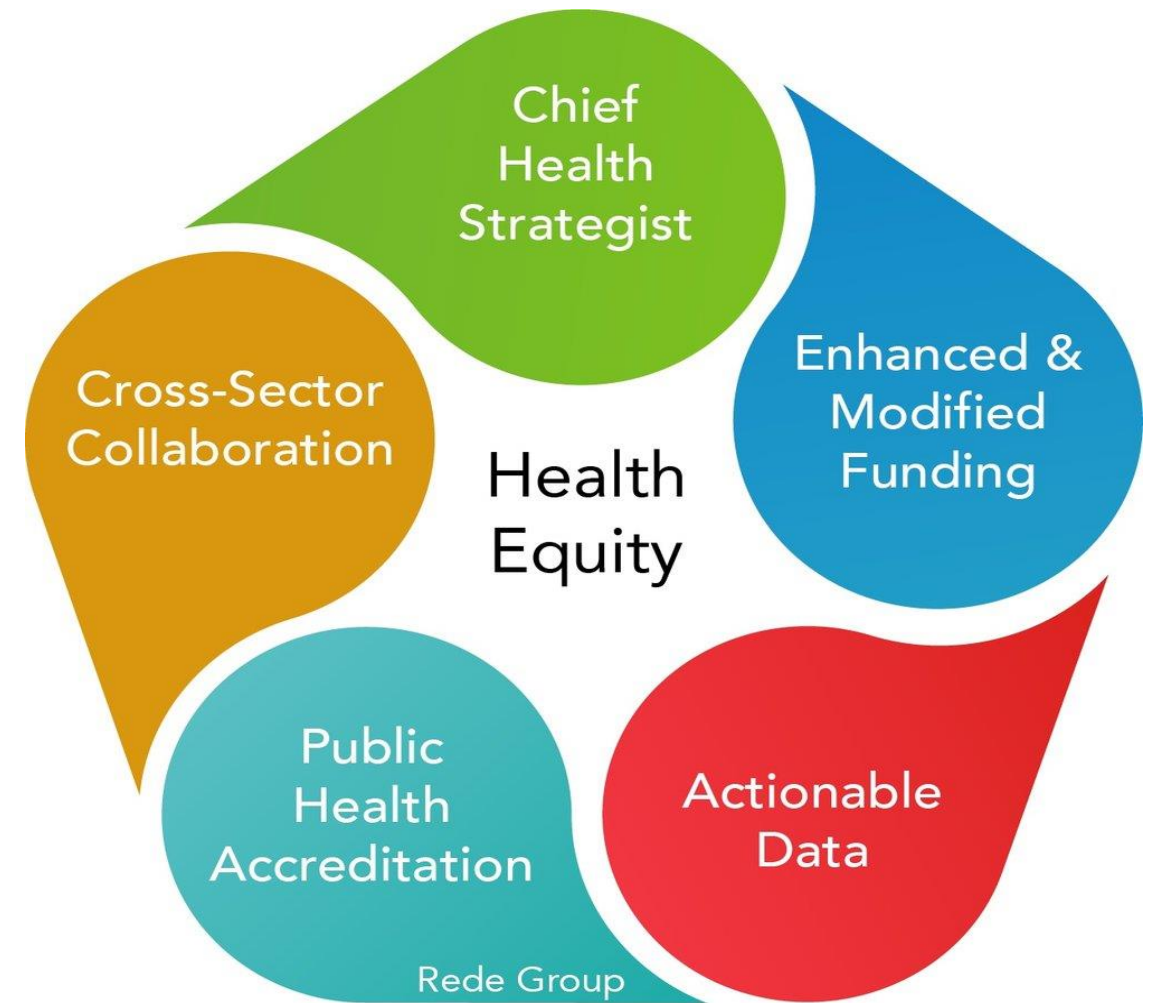 Chief
Health
Strategist
Enhanced &
Modified
Funding
Cross-Sector
Collaboration
Health
Equity
Public
Health
Accreditation
Actionable
Data
Rede Group